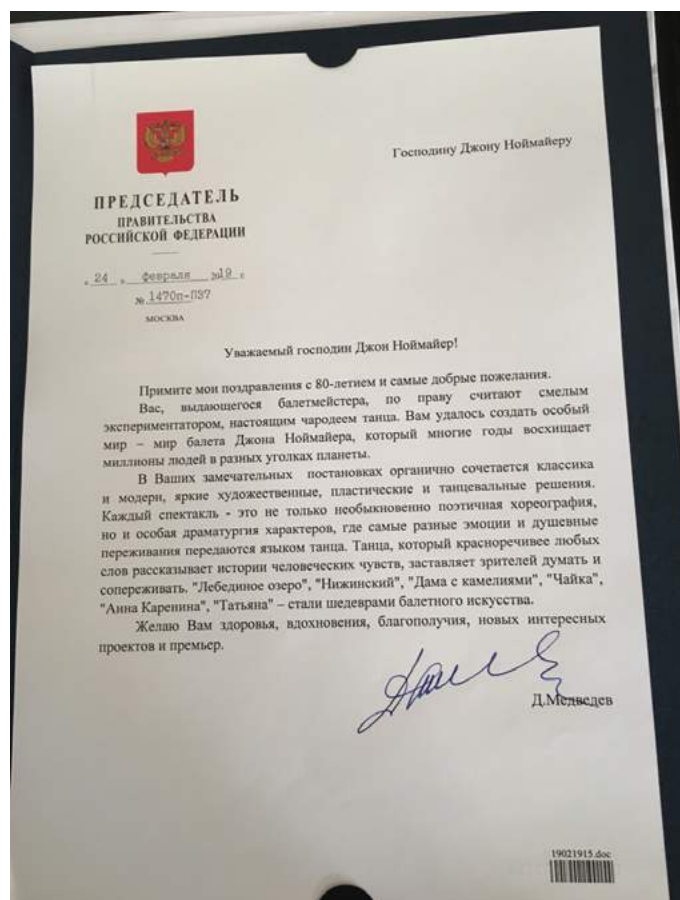 Господину Джону Ноймайеру
ПРЕДСЕДАТЕЛЬ
ПРАВИТЕЛЬСТВА
РОССИЙСКОЙ ФЕДЕРАЦИИ
„ 24 „ февраля 2019 г.
№ 1470п-П37
МОСКВА
Уважаемый господин Джон Ноймайер!
Примите мои поздравления с 80-летием и самые добрые пожелания.
Вас, выдающегося балетмейстера, по праву считают смелым
экспериментатором, настоящим чародеем танца. Вам удалось создать особый
мир – мир балета Джона Ноймайера, который многие годы восхищает
миллионы людей в разных уголках планеты.
В Ваших замечательных постановках органично сочетается классика
и модерн, яркие художественные, пластические и танцевальные решения.
Каждый спектакль - это не только необыкновенно поэтичная хореография,
но и особая драматургия характеров, где самые разные эмоции и душевные
переживания передаются языком танца. Танца, который красноречивее любых
слов рассказывает истории человеческих чувств, заставляет зрителей думать и
сопереживать. "Лебединое озеро", "Нижинский", "Дама с камелиями", "Чайка",
"Анна Каренина", "Татьяна" – стали шедеврами балетного искусства.
Желаю Вам здоровья, вдохновения, благополучия, новых интересных
проектов и премьер.
Д.Медведев
19021915.doc